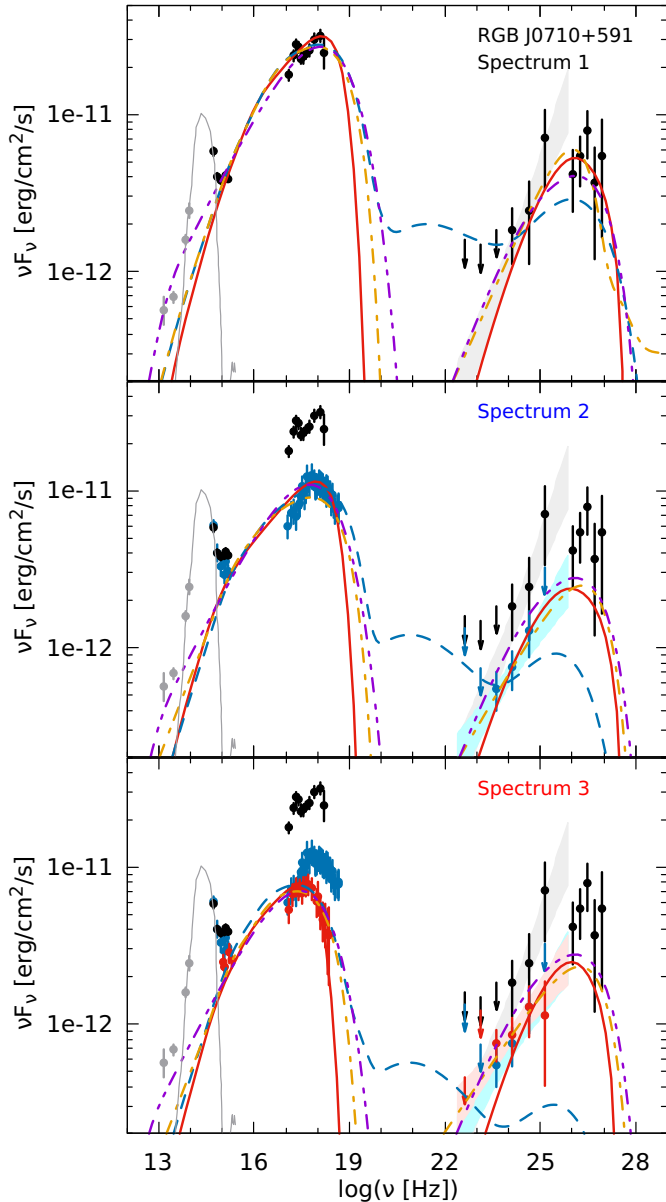 RGB J0710+591
Spectrum 1
νFν [erg/cm²/s]
1e-11
1e-12
Spectrum 2
νFν [erg/cm²/s]
1e-11
1e-12
Spectrum 3
νFν [erg/cm²/s]
1e-11
1e-12
13 16 19 22 25 28
log(ν [Hz])